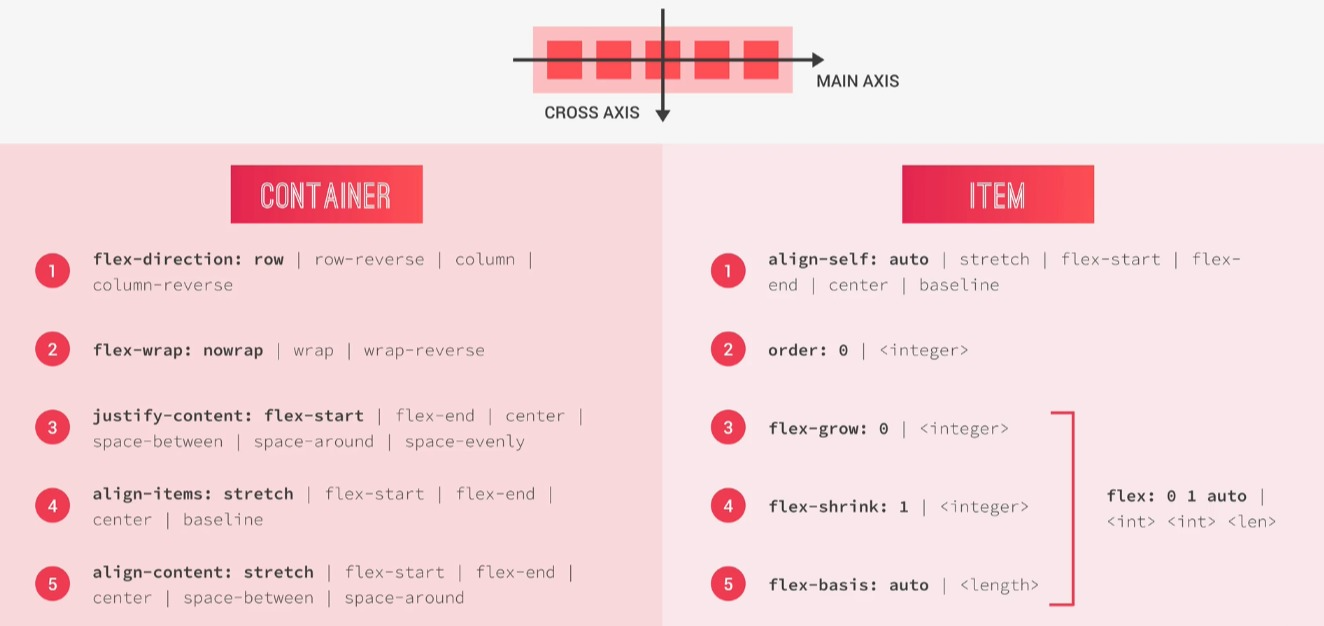 MAIN AXIS
CROSS AXIS
CONTAINER
1 flex-direction: row | row-reverse | column |
column-reverse
2 flex-wrap: nowrap | wrap | wrap-reverse
3 justify-content: flex-start | flex-end | center |
space-between | space-around | space-evenly
4 align-items: stretch | flex-start | flex-end |
center | baseline
5 align-content: stretch | flex-start | flex-end |
center | space-between | space-around
ITEM
1 align-self: auto | stretch | flex-start | flex-
end | center | baseline
2 order: 0 | <integer>
3 flex-grow: 0 | <integer>
4 flex-shrink: 1 | <integer>
5 flex-basis: auto | <length>
flex: 0 1 auto |
<int> <int> <len>